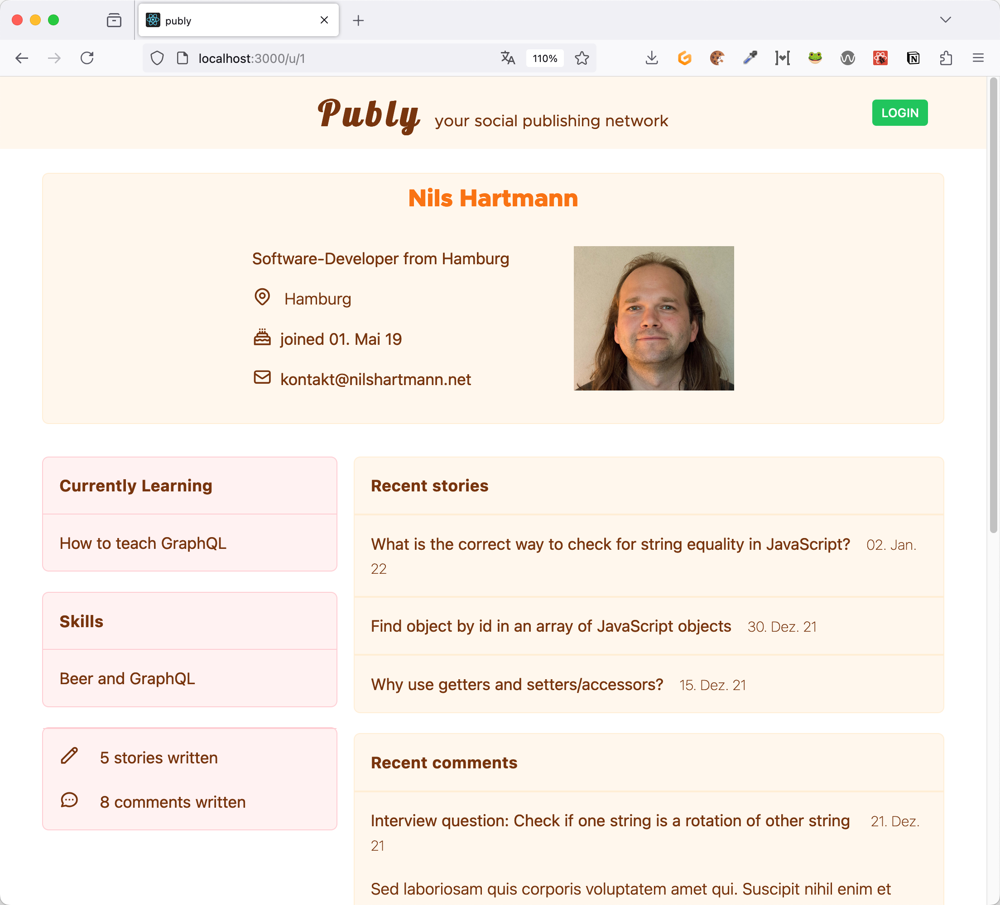 publy
localhost:3000/u/1
110%
Publy your social publishing network
LOGIN
Nils Hartmann
Software-Developer from Hamburg
Hamburg
joined 01. Mai 19
kontakt@nilshartmann.net
Currently Learning
How to teach GraphQL
Skills
Beer and GraphQL
5 stories written
8 comments written
Recent stories
What is the correct way to check for string equality in JavaScript? 02. Jan.
22
Find object by id in an array of JavaScript objects 30. Dez. 21
Why use getters and setters/accessors? 15. Dez. 21
Recent comments
Interview question: Check if one string is a rotation of other string 21. Dez.
21
Sed laboriosam quis corporis voluptatem amet qui. Suscipit nihil enim et